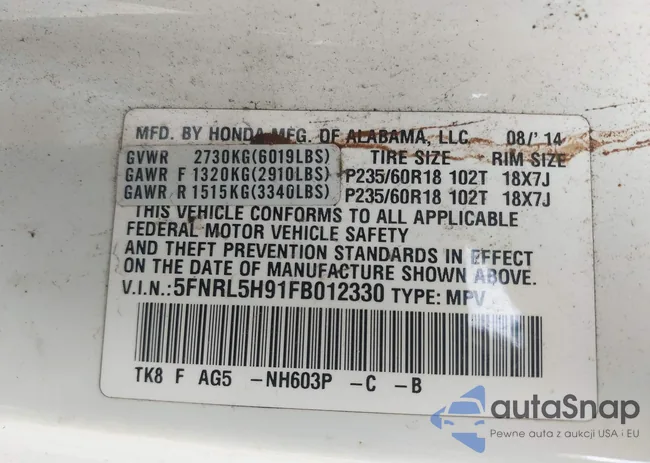 MFD. BY HONDA MFG. OF ALABAMA, LLC 08/'14
GVWR 2730KG(6019LBS) TIRE SIZE RIM SIZE
GAWR F 1320KG(2910LBS) P235/60R18 102T 18X7J
GAWR R 1515KG(3340LBS) P235/60R18 102T 18X7J
THIS VEHICLE CONFORMS TO ALL APPLICABLE
FEDERAL MOTOR VEHICLE SAFETY
AND THEFT PREVENTION STANDARDS IN EFFECT
ON THE DATE OF MANUFACTURE SHOWN ABOVE.
V.I.N.:5FNRL5H91FB012330 TYPE: MPV
TK8 F AG5 -NH603P -C -B
autaSnap
Pewne auta z aukcji USA i EU